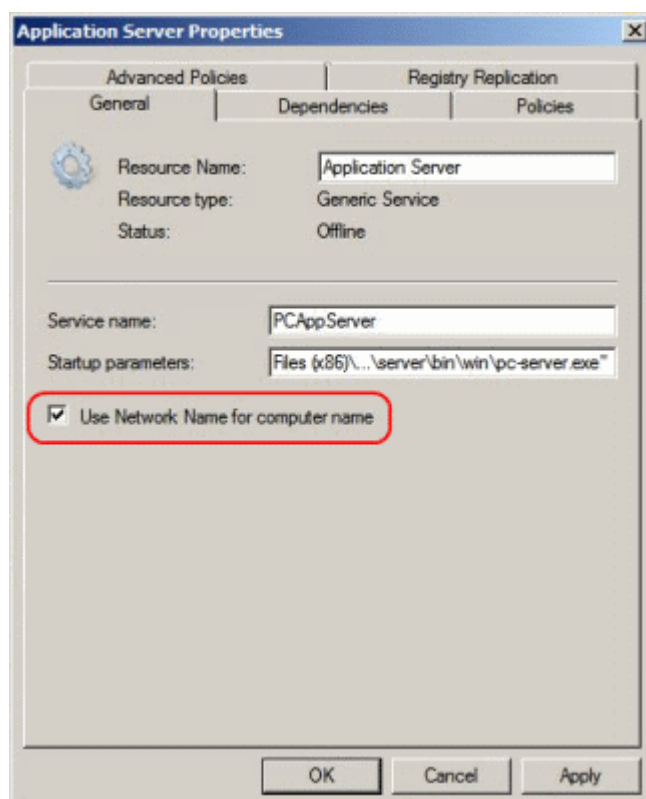 Application Server Properties
Advanced Policies Registry Replication
General Dependencies Policies
Resource Name: Application Server
Resource type: Generic Service
Status: Offline
Service name: PCAppServer
Startup parameters: Files (x86)\...\server\bin\win\pc-server.exe"
Use Network Name for computer name
OK Cancel Apply